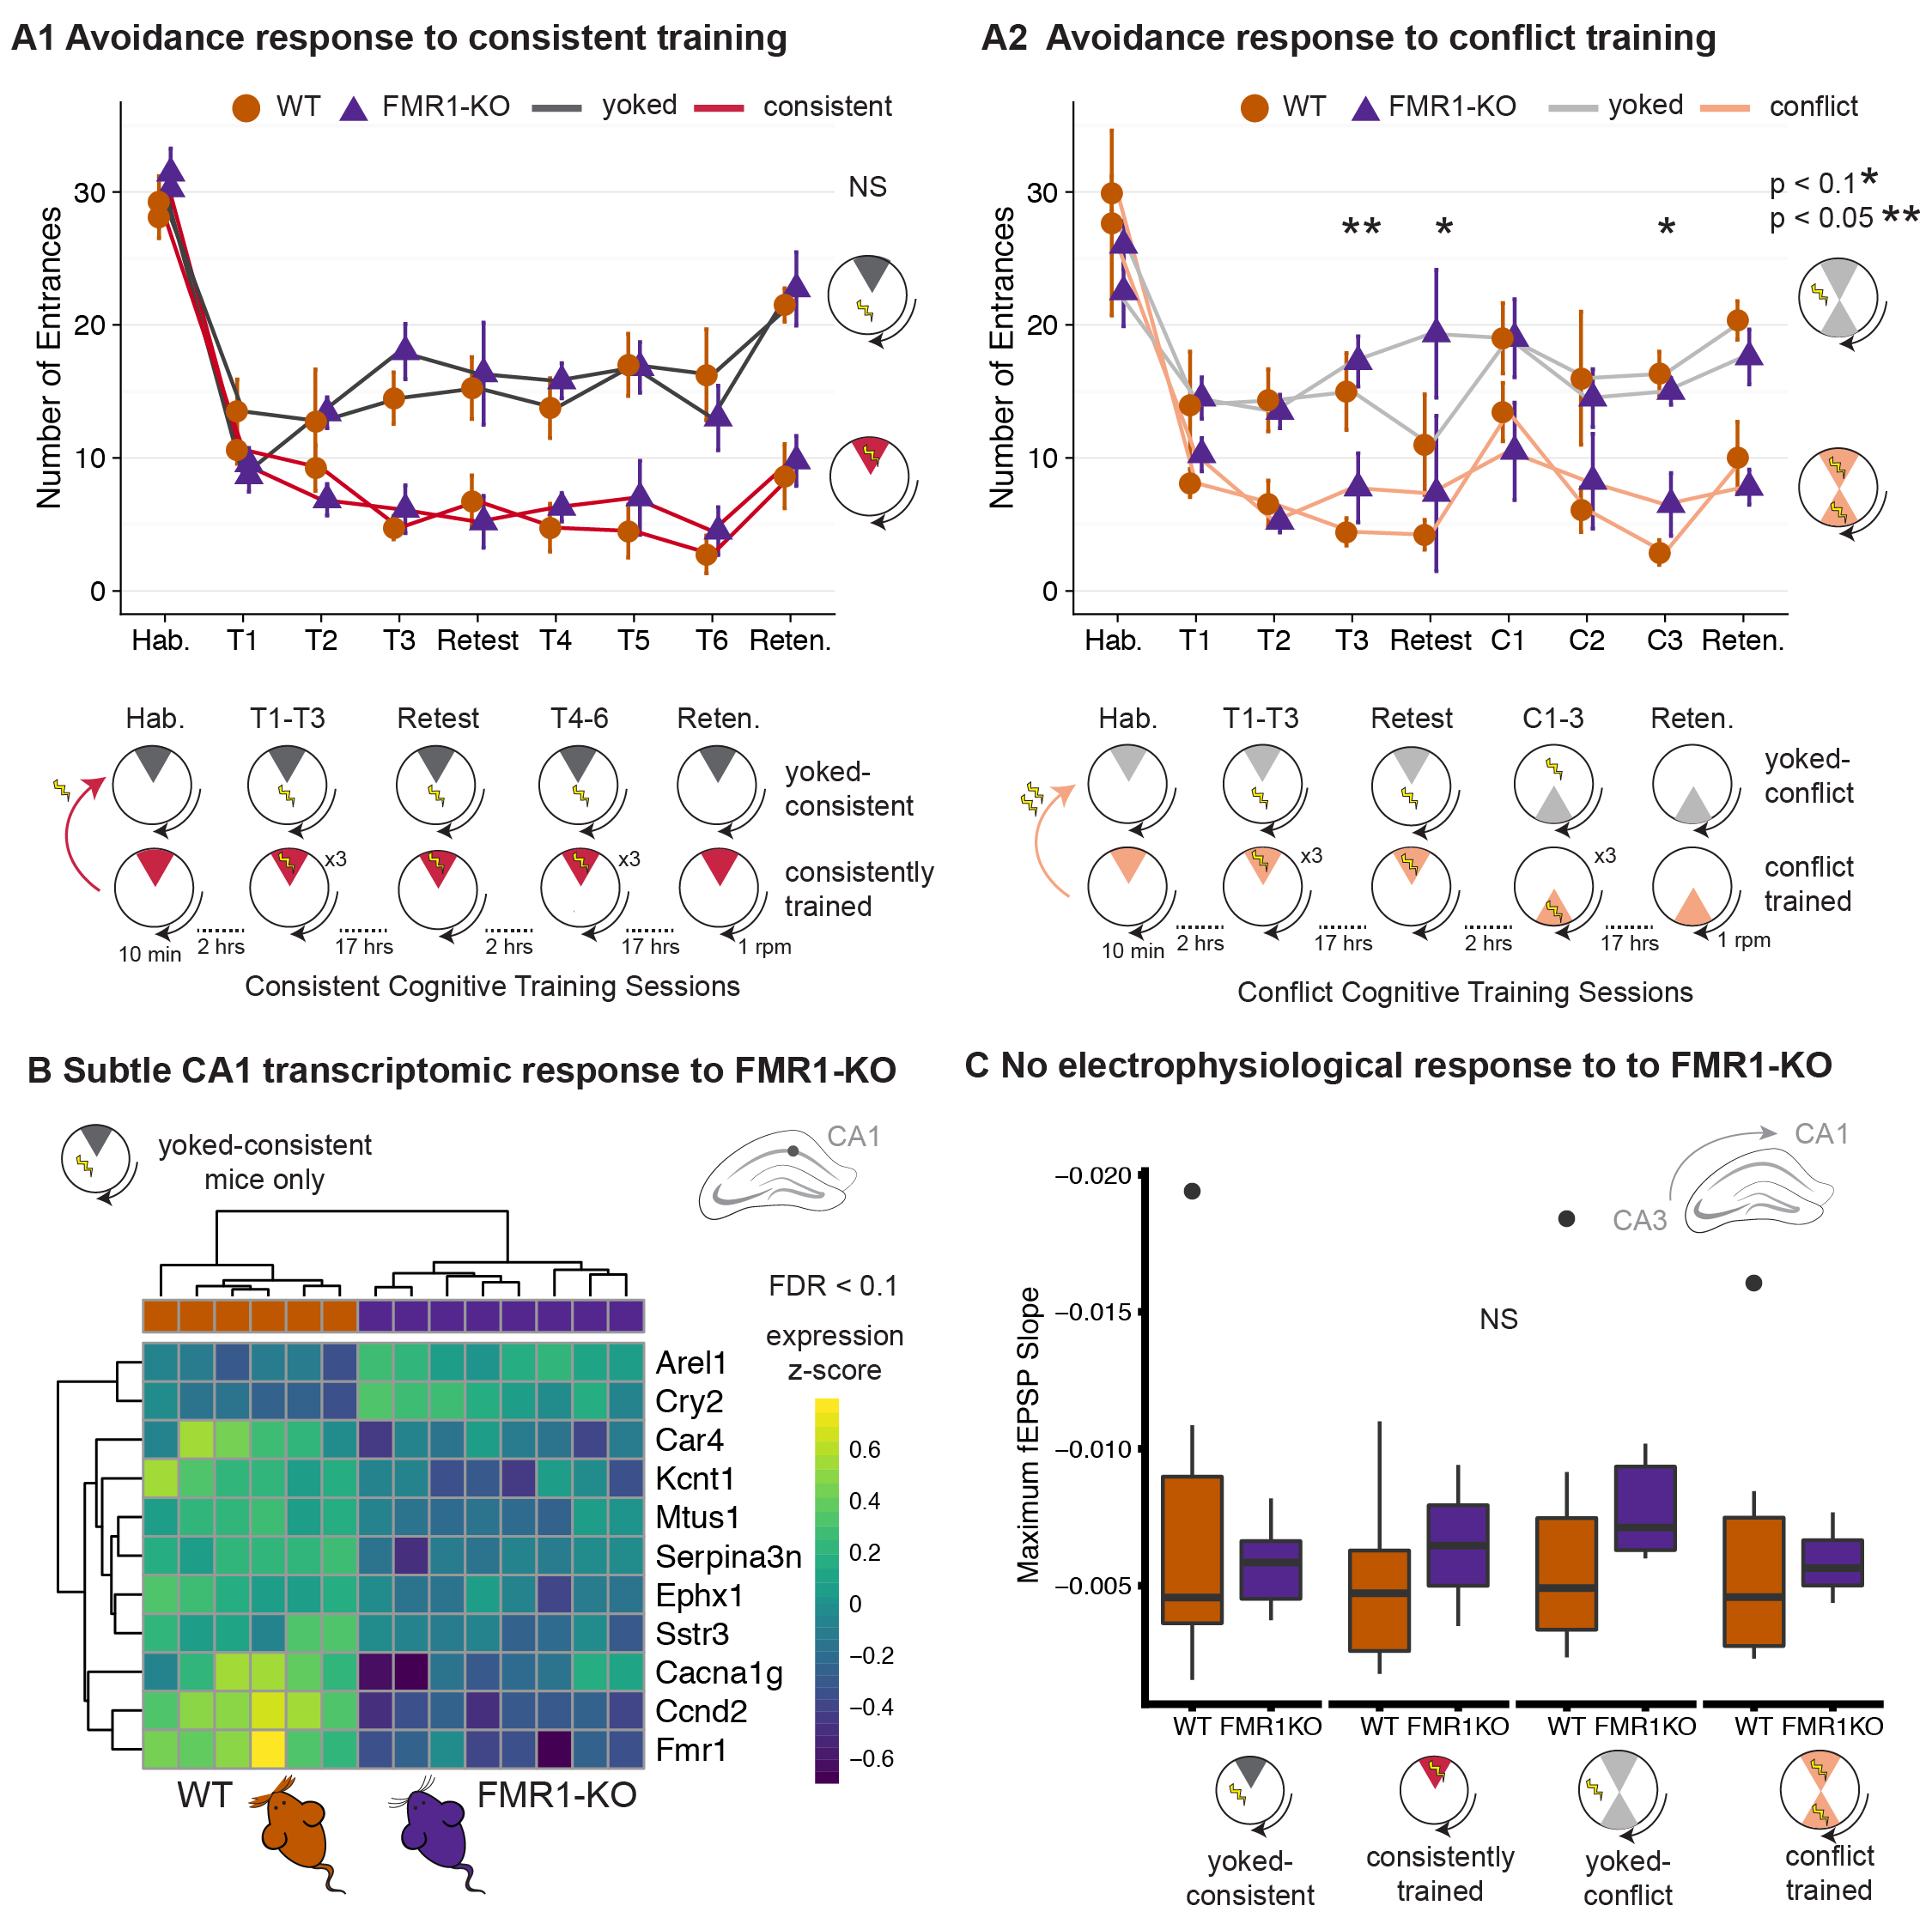 A1 Avoidance response to consistent training
WT FMR1-KO yoked consistent
Number of Entrances
30
20
10
0
NS
Hab. T1 T2 T3 Retest T4 T5 T6 Reten.
Hab. T1-T3 Retest T4-6 Reten.
yoked-
consistent
x3 x3
consistently
trained
10 min 2 hrs 17 hrs 2 hrs 17 hrs 1 rpm
Consistent Cognitive Training Sessions
A2 Avoidance response to conflict training
WT FMR1-KO yoked conflict
Number of Entrances
30
20
10
0
p < 0.1*
p < 0.05 **
** * *
Hab. T1 T2 T3 Retest C1 C2 C3 Reten.
Hab. T1-T3 Retest C1-3 Reten.
yoked-
conflict
x3 x3
conflict
trained
10 min 2 hrs 17 hrs 2 hrs 17 hrs 1 rpm
Conflict Cognitive Training Sessions
B Subtle CA1 transcriptomic response to FMR1-KO
yoked-consistent
mice only
CA1
FDR < 0.1
expression
z-score
0.6
0.4
0.2
0
−0.2
−0.4
−0.6
Arel1
Cry2
Car4
Kcnt1
Mtus1
Serpina3n
Ephx1
Sstr3
Cacna1g
Ccnd2
Fmr1
WT FMR1-KO
C No electrophysiological response to to FMR1-KO
CA1
CA3
Maximum fEPSP Slope
−0.020
−0.015
−0.010
−0.005
NS
WT FMR1KO WT FMR1KO WT FMR1KO WT FMR1KO
yoked-
consistent
consistently
trained
yoked-
conflict
conflict
trained